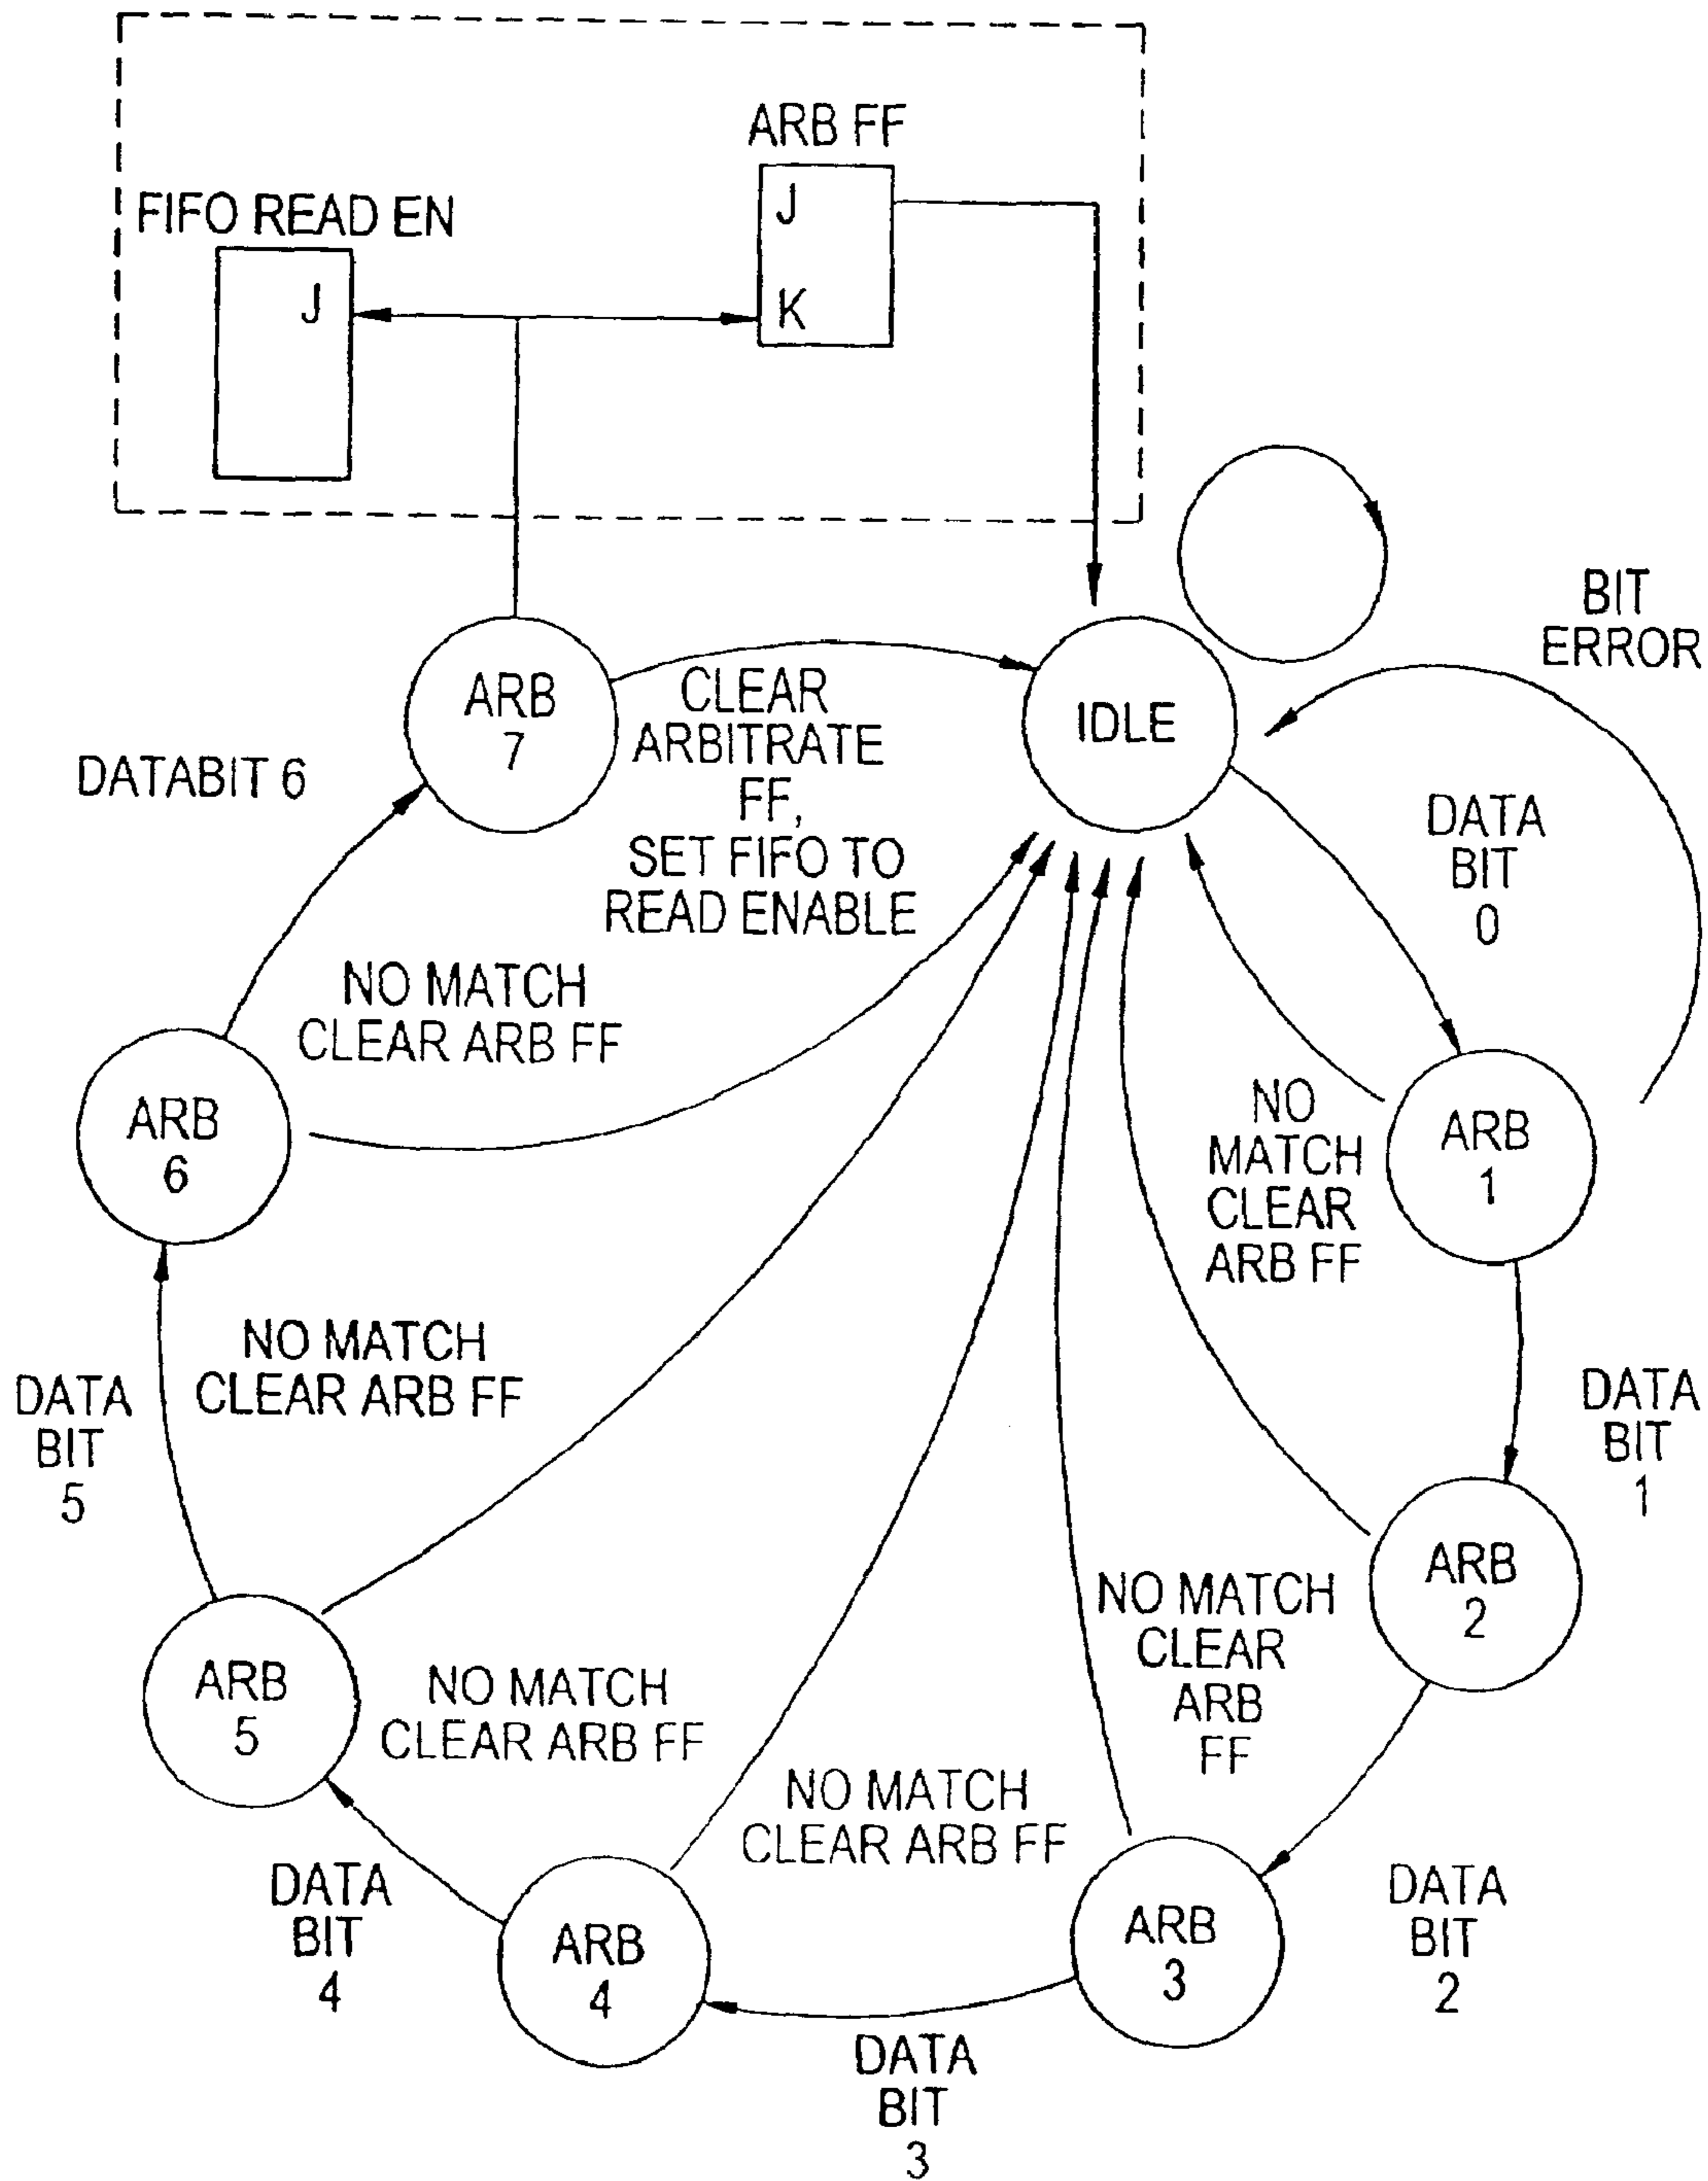 ARB FF
J
K
FIFO READ EN
J
BIT
ERROR
ARB
7
CLEAR
ARBITRATE
FF,
SET FIFO TO
READ ENABLE
IDLE
DATABIT 6
DATA
BIT
0
NO MATCH
CLEAR ARB FF
ARB
6
NO
MATCH
CLEAR
ARB FF
ARB
1
NO MATCH
CLEAR ARB FF
DATA
BIT
5
DATA
BIT
1
ARB
2
NO MATCH
CLEAR
ARB
FF
ARB
5
NO MATCH
CLEAR ARB FF
NO MATCH
CLEAR ARB FF
DATA
BIT
4
ARB
4
ARB
3
DATA
BIT
2
DATA
BIT
3